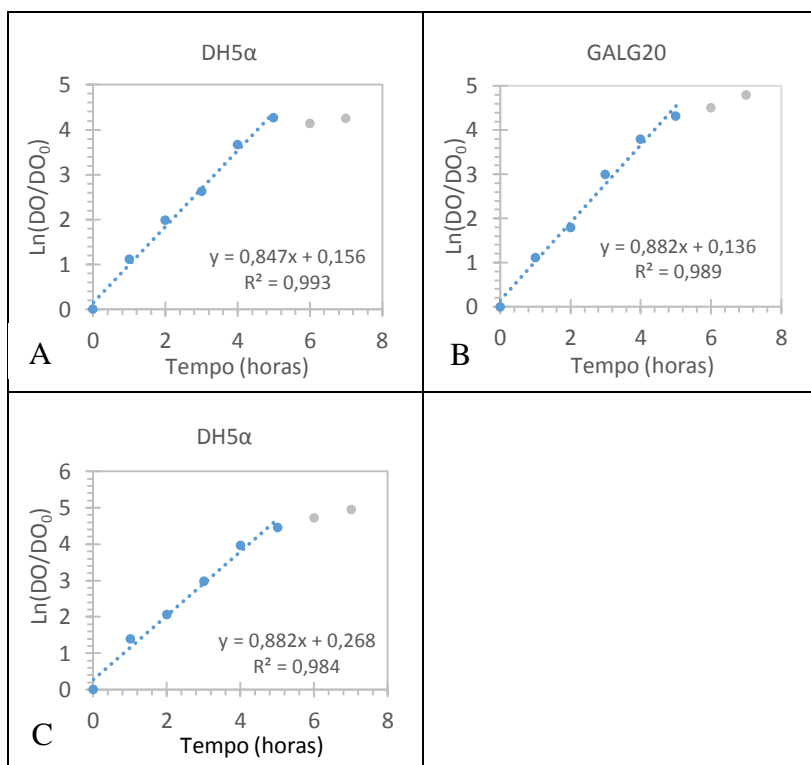 DH5α
Ln(DO/DO₀)
5
4
3
2
1
0
y = 0,847x + 0,156
R² = 0,993
0 2 4 6 8
Tempo (horas)
A
GALG20
Ln(DO/DO₀)
5
4
3
2
1
0
y = 0,882x + 0,136
R² = 0,989
0 2 4 6 8
Tempo (horas)
B
DH5α
Ln(DO/DO₀)
6
5
4
3
2
1
0
y = 0,882x + 0,268
R² = 0,984
0 2 4 6 8
Tempo (horas)
C